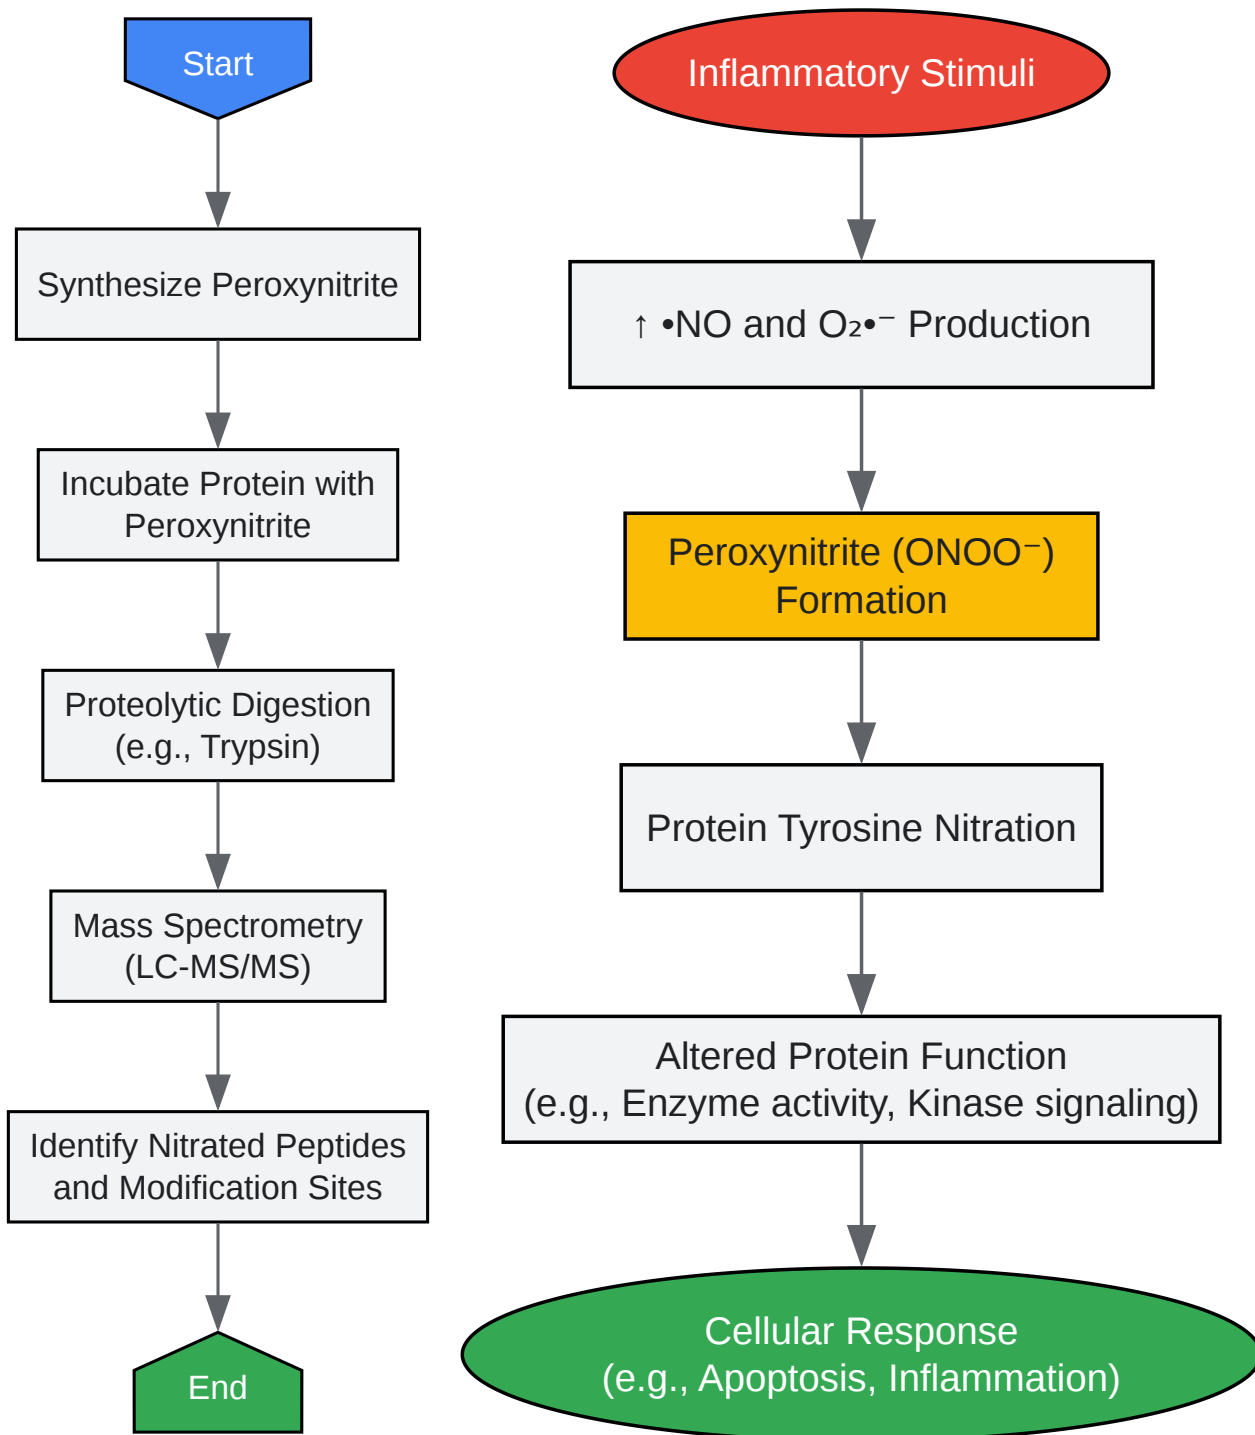 Start
Synthesize Peroxynitrite
Incubate Protein with
Peroxynitrite
Proteolytic Digestion
(e.g., Trypsin)
Mass Spectrometry
(LC-MS/MS)
Identify Nitrated Peptides
and Modification Sites
End
Inflammatory Stimuli
↑ •NO and O₂•⁻ Production
Peroxynitrite (ONOO⁻)
Formation
Protein Tyrosine Nitration
Altered Protein Function
(e.g., Enzyme activity, Kinase signaling)
Cellular Response
(e.g., Apoptosis, Inflammation)